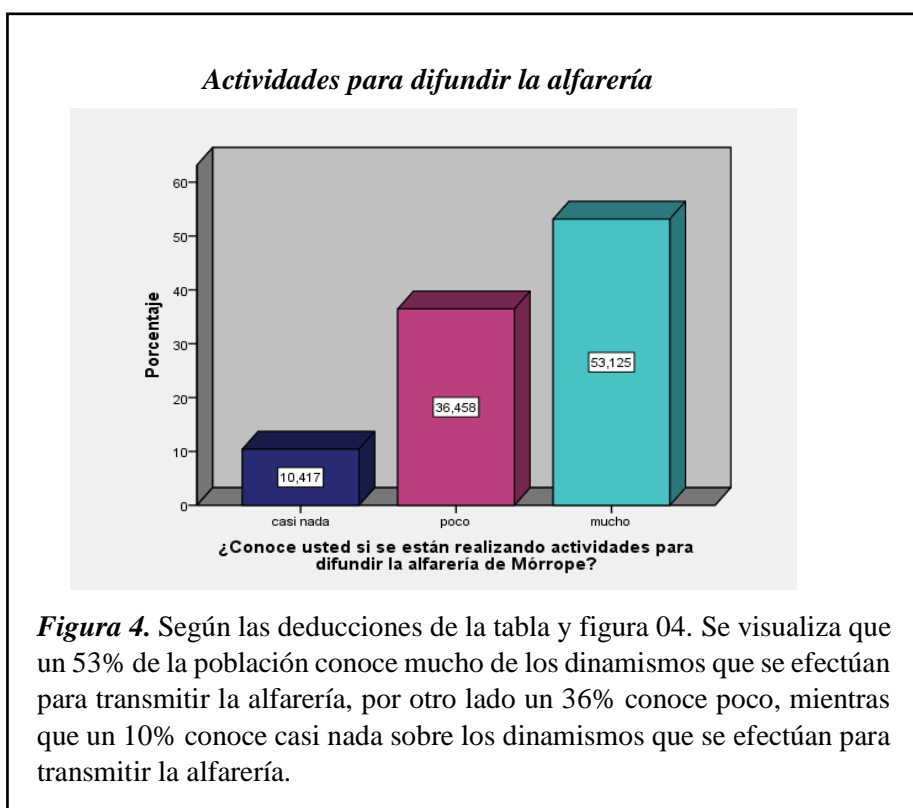 Actividades para difundir la alfarería
60
50
40
30
20
10
0
Porcentaje
10,417
36,458
53,125
casi nada
poco
mucho
¿Conoce usted si se están realizando actividades para
difundir la alfarería de Mórrope?
Figura 4. Según las deducciones de la tabla y figura 04. Se visualiza que
un 53% de la población conoce mucho de los dinamismos que se efectúan
para transmitir la alfarería, por otro lado un 36% conoce poco, mientras
que un 10% conoce casi nada sobre los dinamismos que se efectúan para
transmitir la alfarería.